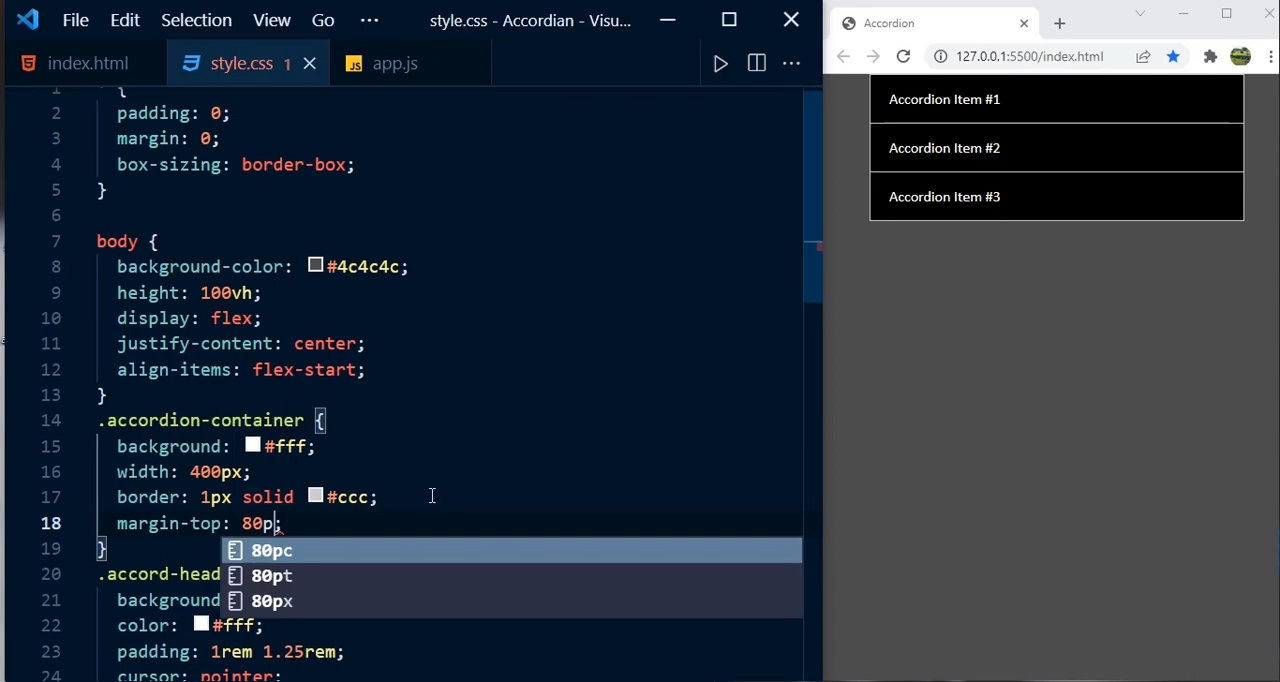 File Edit Selection View Go ··· style.css - Accordian - Visu...
index.html style.css 1 app.js
Accordion
127.0.0.1:5500/index.html
1 {
2 padding: 0;
3 margin: 0;
4 box-sizing: border-box;
5 }
6
7 body {
8 background-color: #4c4c4c;
9 height: 100vh;
10 display: flex;
11 justify-content: center;
12 align-items: flex-start;
13 }
14 .accordion-container {
15 background: #fff;
16 width: 400px;
17 border: 1px solid #ccc;
18 margin-top: 80p;
19 }
80pc
20 .accord-head
80pt
21 background
80px
22 color: #fff;
23 padding: 1rem 1.25rem;
24 cursor: pointer;
Accordion Item #1
Accordion Item #2
Accordion Item #3